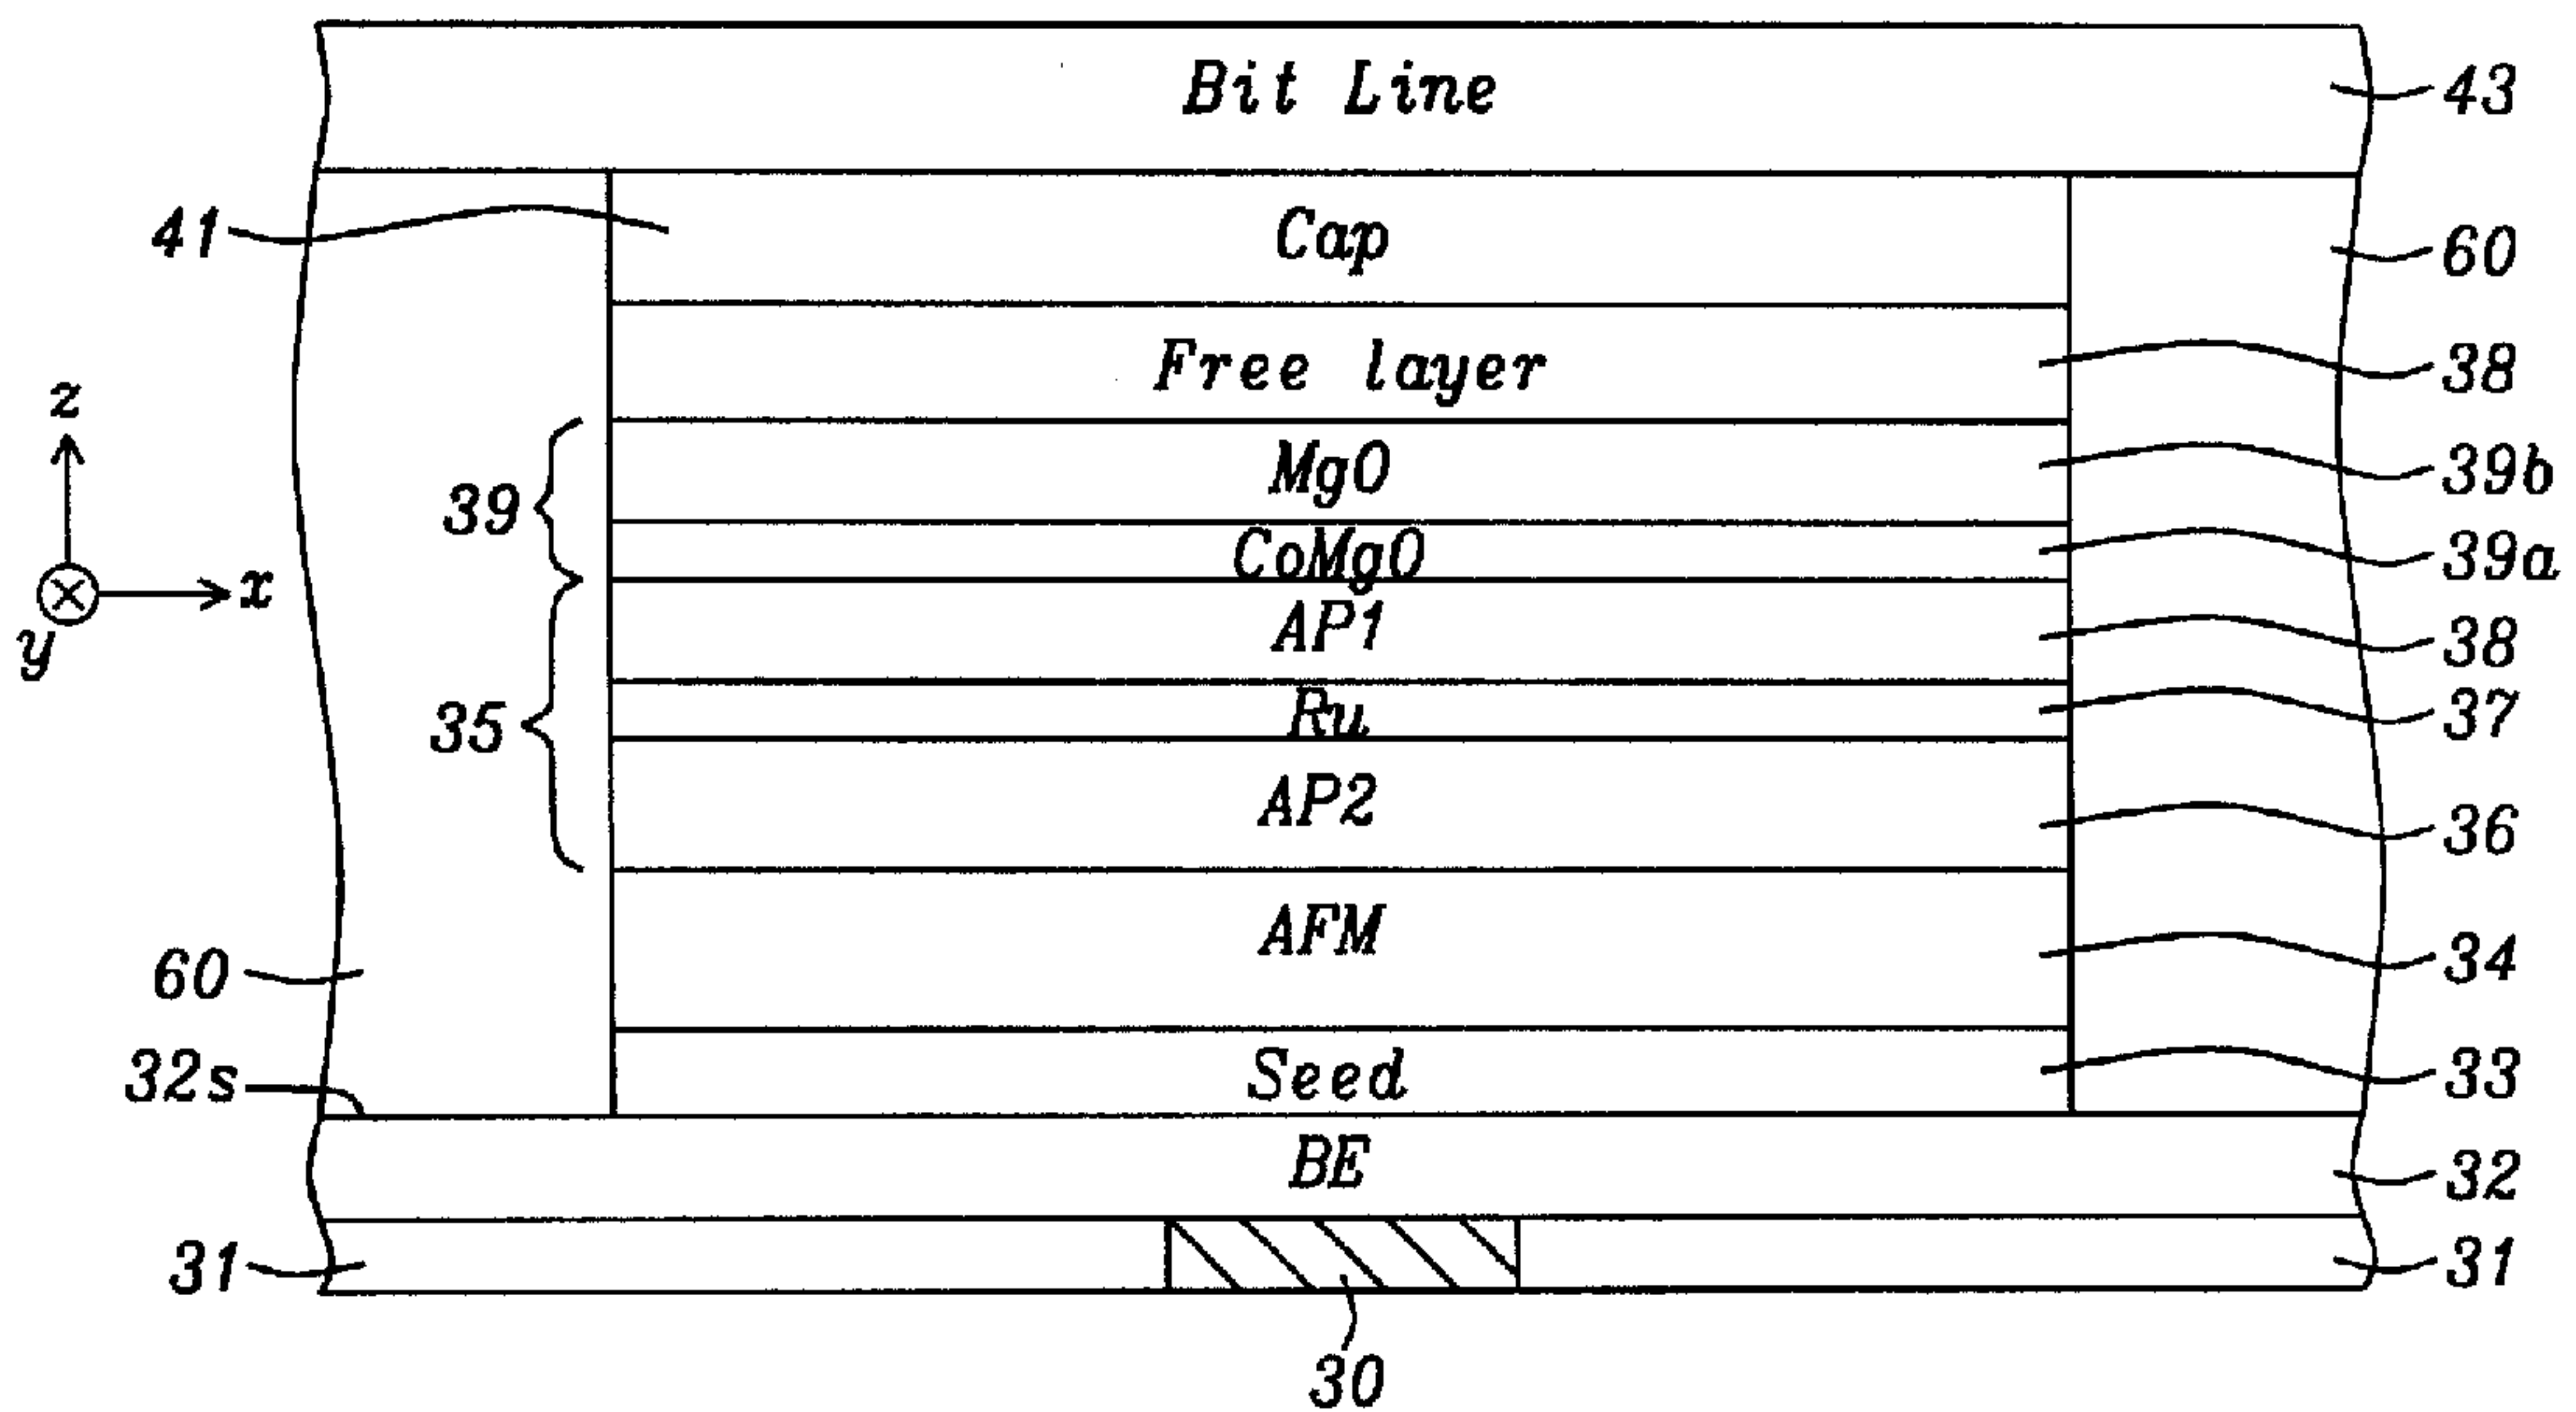 Bit Line 43
41 Cap 60
Free layer 38
z
MgO 39b
39
CoMgO 39a
x
y
AP1 38
Ru 37
35
AP2 36
AFM 34
60
Seed 33
32s
BE 32
31 31
30